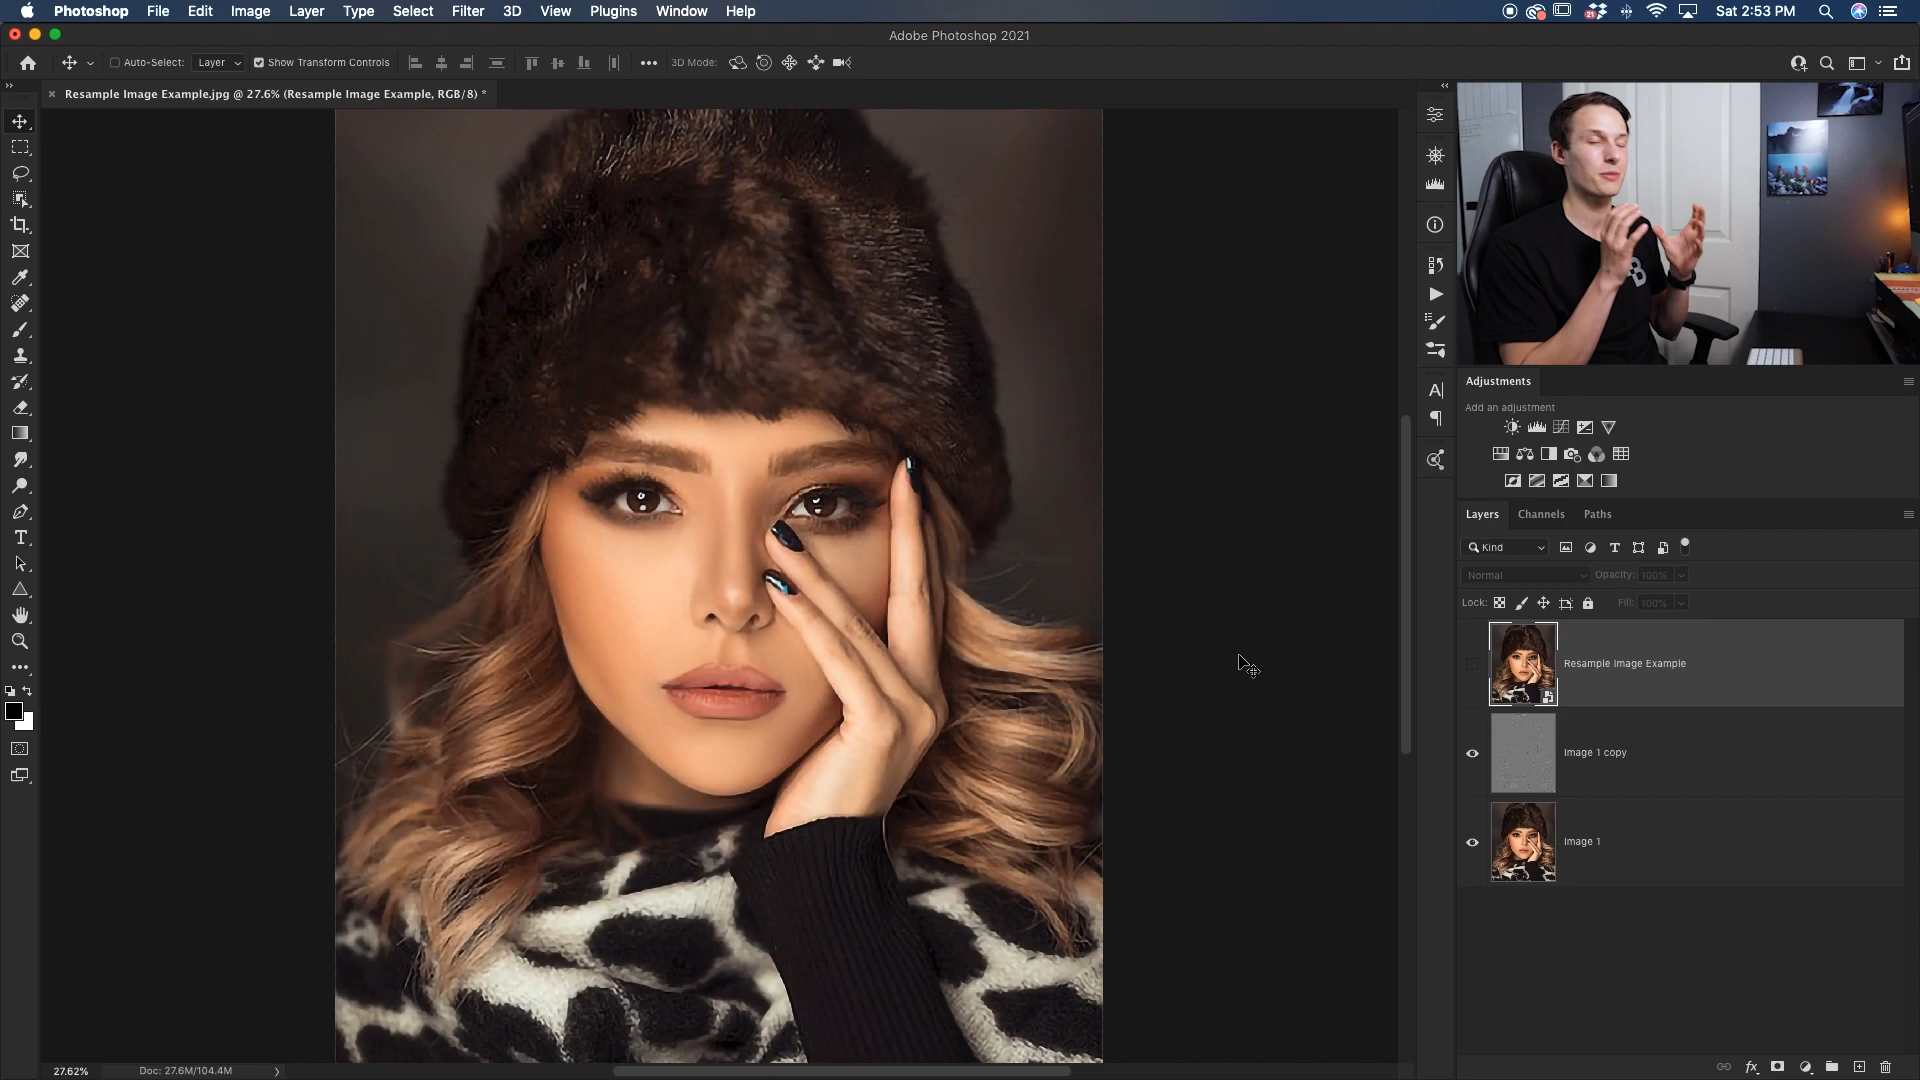 Photoshop File Edit Image Layer Type Select Filter 3D View Plugins Window Help
21
Sat 2:53 PM
Adobe Photoshop 2021
Auto-Select: Layer Show Transform Controls
3D Mode:
Resample Image Example.jpg @ 27.6% (Resample Image Example, RGB/8) *
B
Adjustments
Add an adjustment
Layers Channels Paths
Kind
Normal Opacity: 100%
Lock: Fill: 100%
Resample Image Example
Image 1 copy
Image 1
27.62% Doc: 27.6M/104.4M
fx